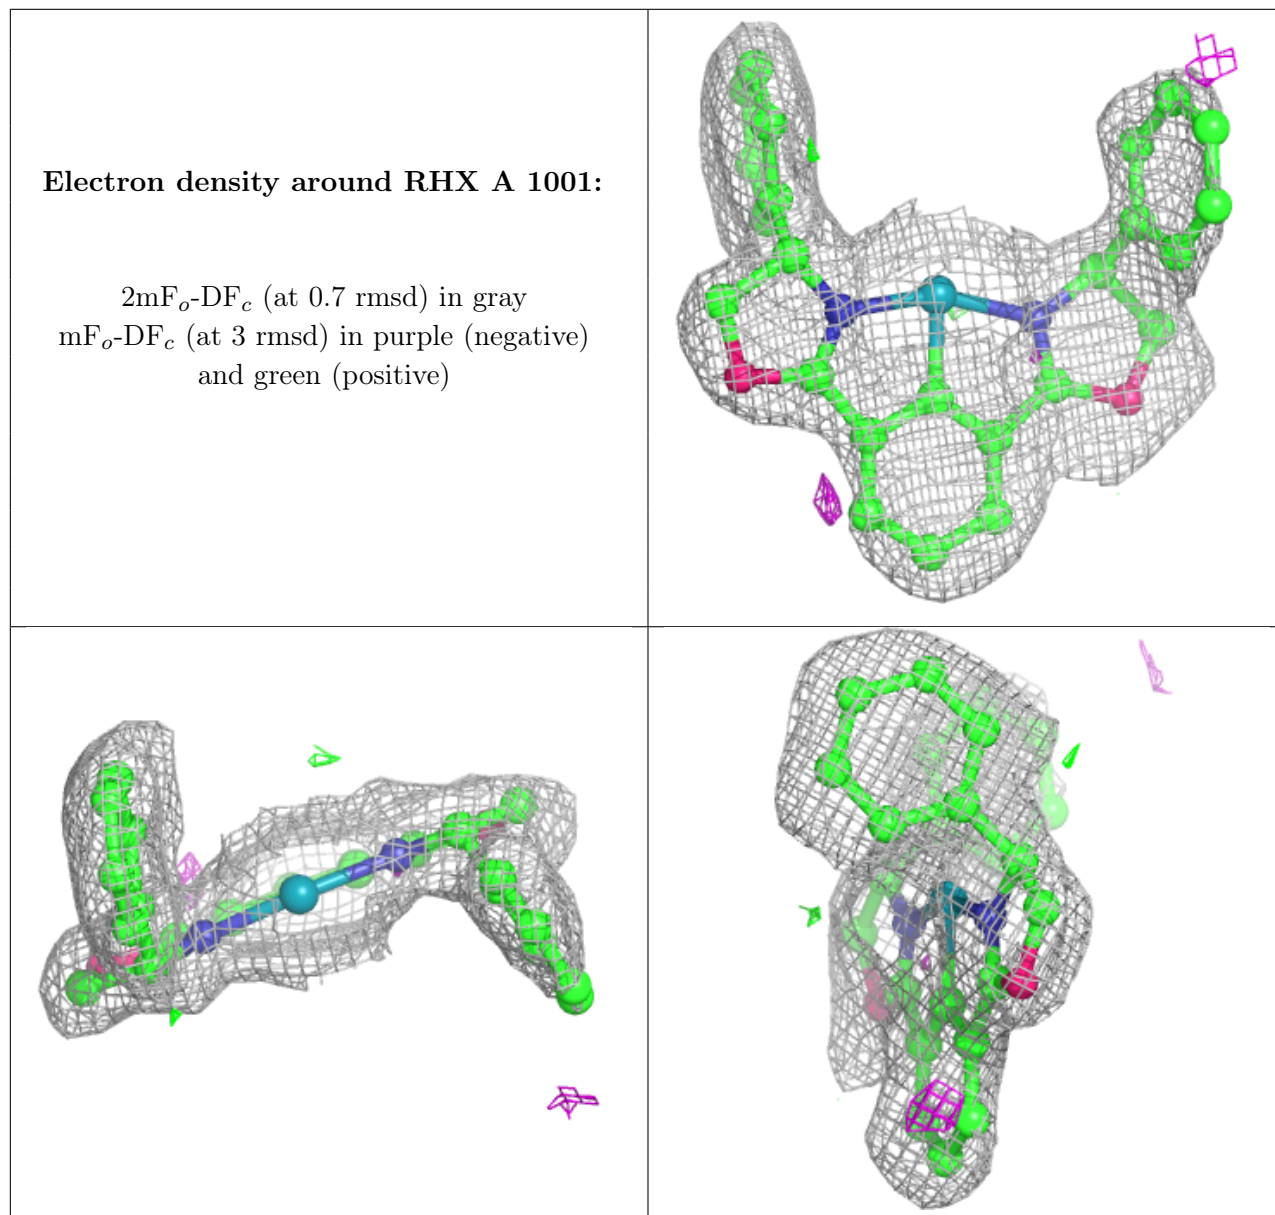 Electron density around RHX A 1001:
2mFo-DFc (at 0.7 rmsd) in gray
mFo-DFc (at 3 rmsd) in purple (negative)
and green (positive)